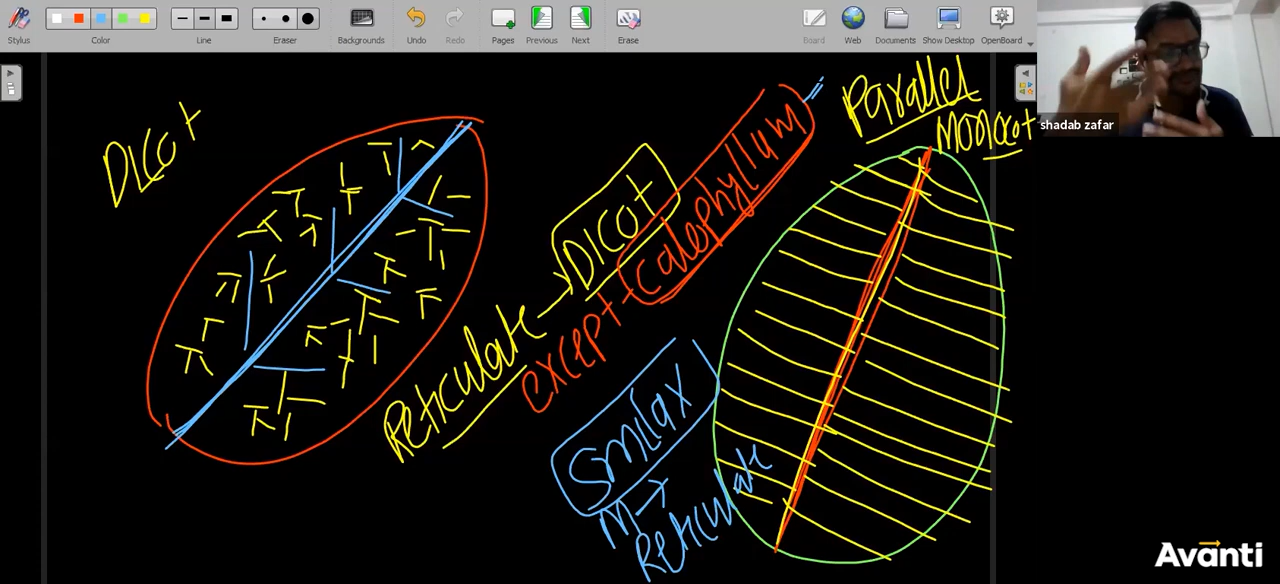 Stylus
Color
Line
Eraser
Backgrounds
Undo
Redo
Pages
Previous
Next
Erase
Board
Web
Documents
Show Desktop
OpenBoard
shadab zafar
Dicot
Parallel
Monocot
Reticulate → Dicot
except - Calophyllum
Smilax
M →
Reticulate
Avanti